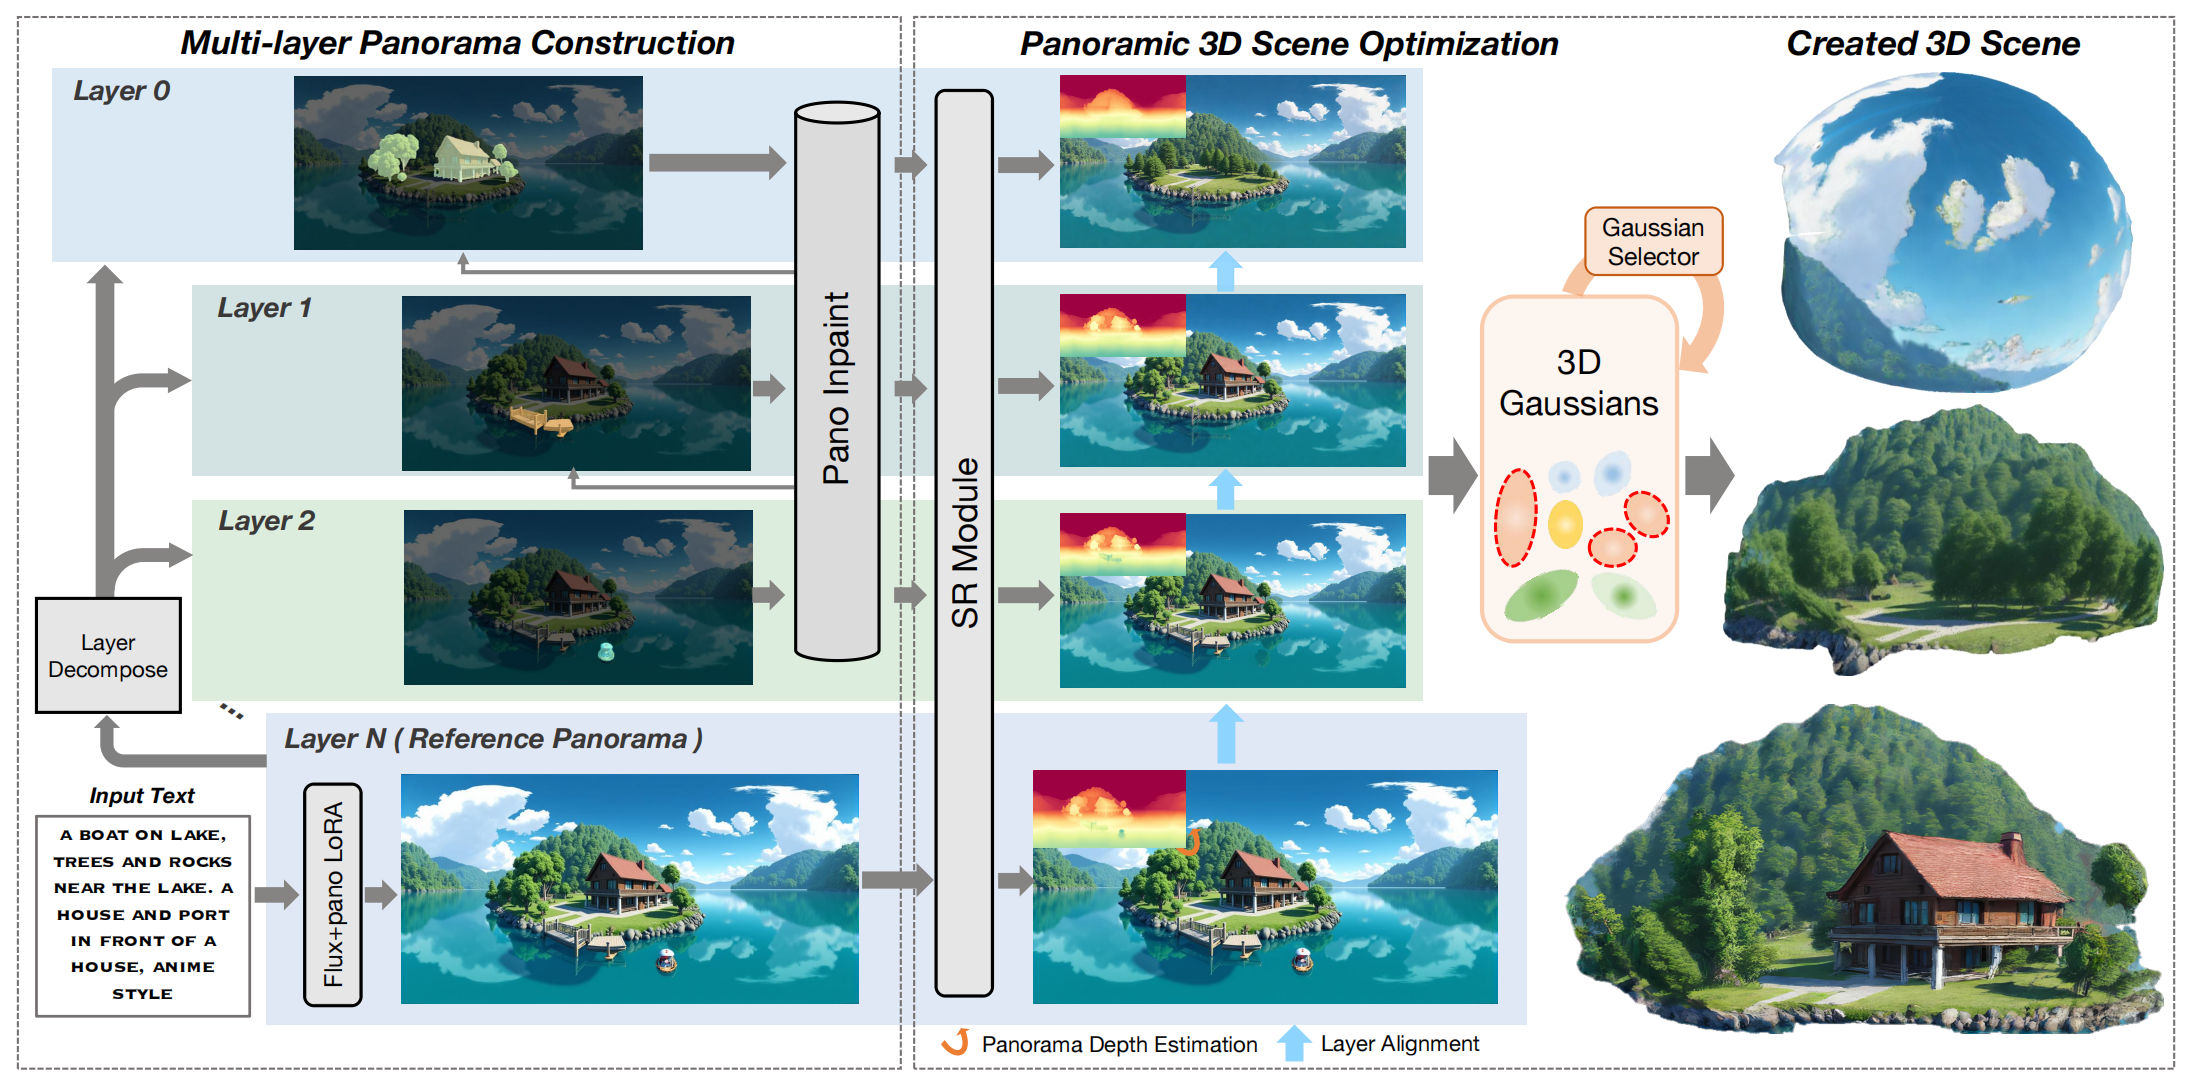 Multi-layer Panorama Construction
Panoramic 3D Scene Optimization
Created 3D Scene
Layer 0
Layer 1
Layer 2
Layer N ( Reference Panorama )
Layer
Decompose
...
Input Text
A BOAT ON LAKE,
TREES AND ROCKS
NEAR THE LAKE. A
HOUSE AND PORT
IN FRONT OF A
HOUSE, ANIME
STYLE
Flux+pano LoRA
Pano Inpaint
SR Module
Gaussian
Selector
3D
Gaussians
Panorama Depth Estimation
Layer Alignment